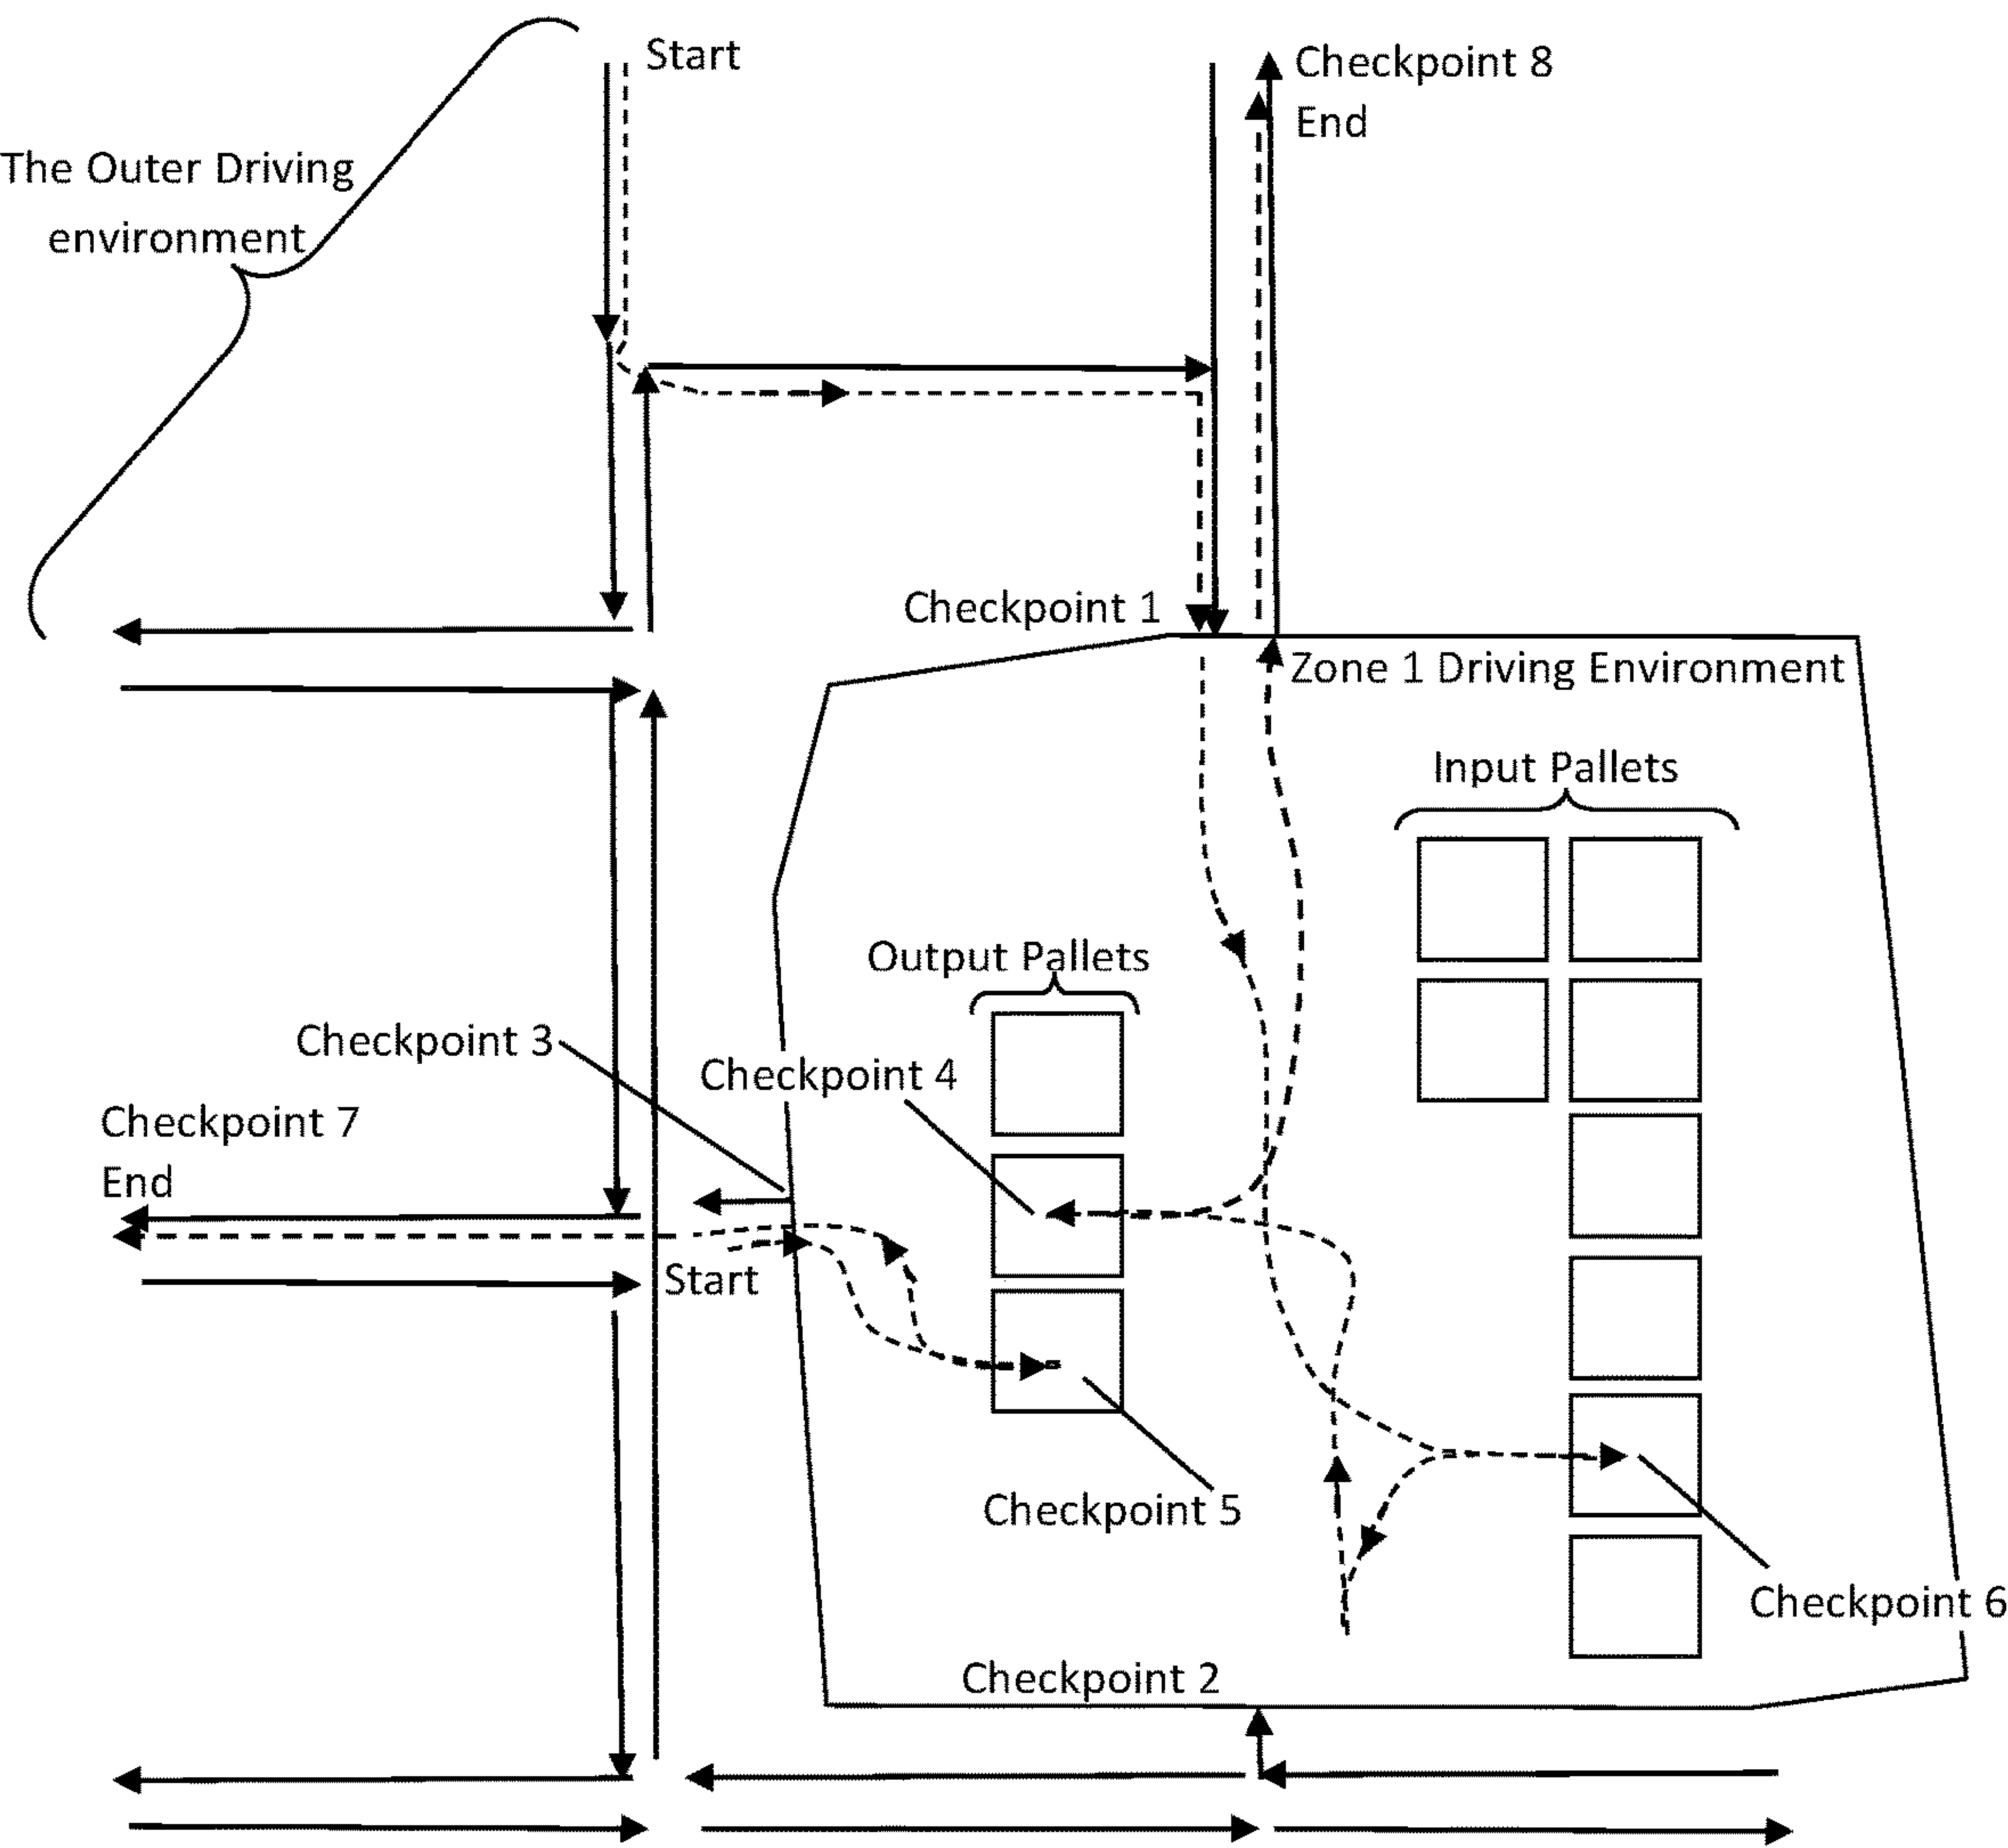 Start
Checkpoint 8
End
The Outer Driving
environment
Checkpoint 1
Zone 1 Driving Environment
Input Pallets
Output Pallets
Checkpoint 3
Checkpoint 4
Checkpoint 7
End
Start
Checkpoint 5
Checkpoint 6
Checkpoint 2